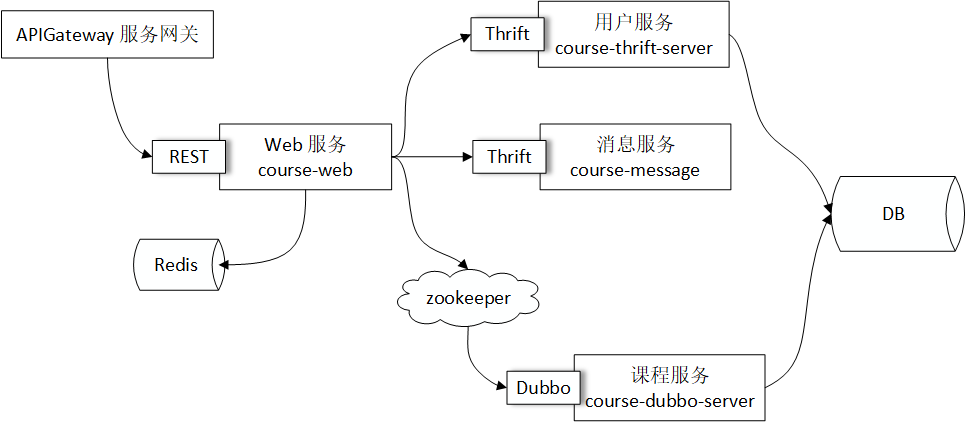 APIGateway 服务网关
Thrift
用户服务
course-thrift-server
REST
Web 服务
course-web
Thrift
消息服务
course-message
DB
Redis
zookeeper
Dubbo
课程服务
course-dubbo-server